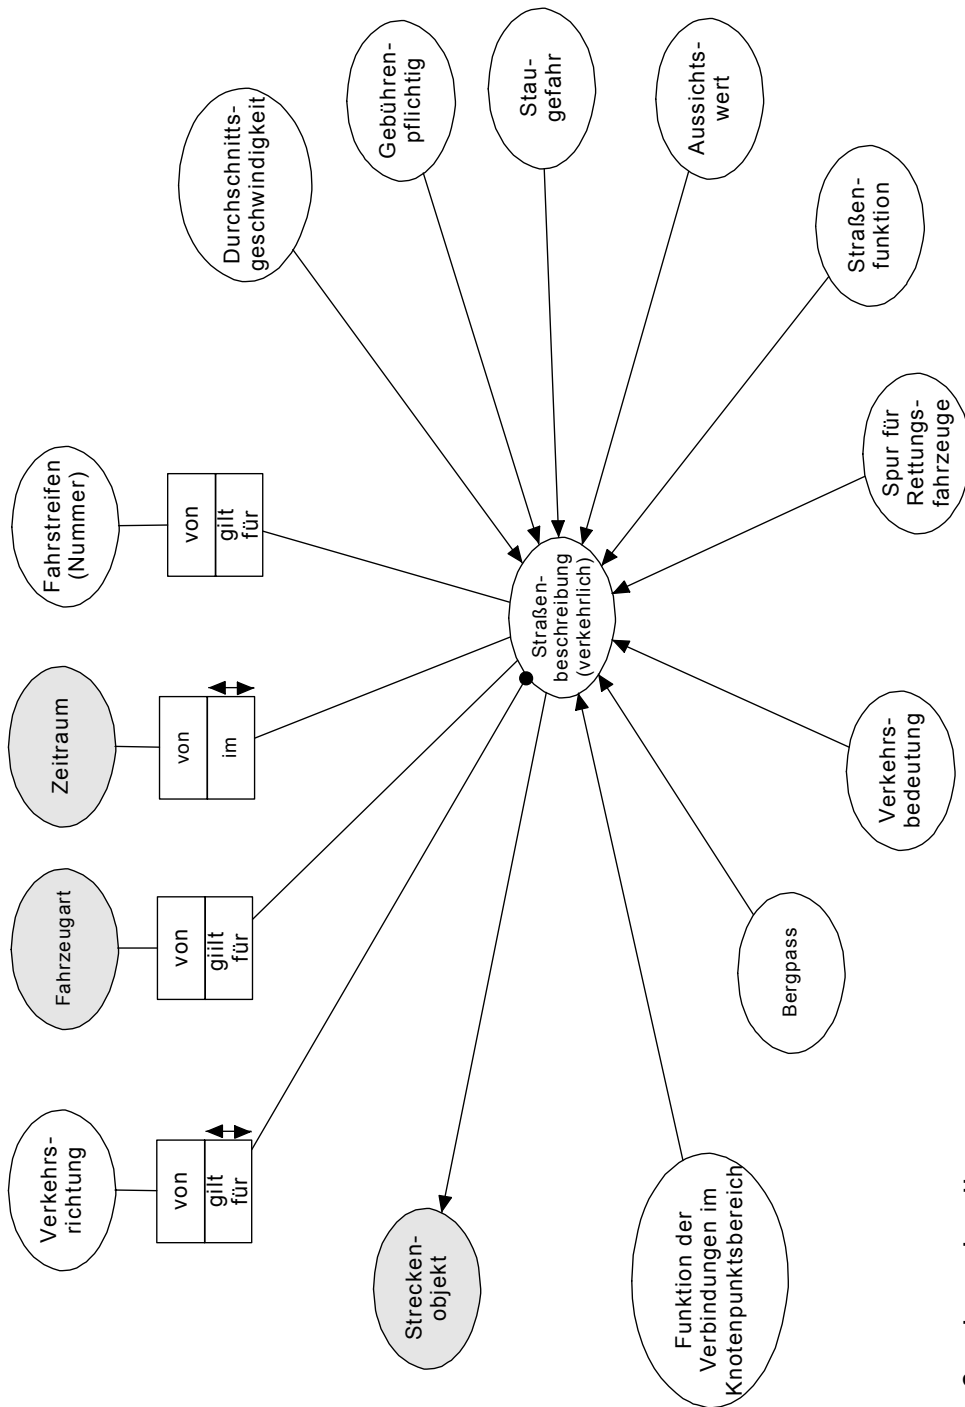 Verkehrs-
richtung
von
gilt
für
Fahrzeugart
von
giilt
für
Zeitraum
von
im
Fahrstreifen
(Nummer)
von
gilt
für
Durchschnitts-
geschwindigkeit
Gebühren-
pflichtig
Stau-
gefahr
Aussichts-
wert
Straßen-
funktion
Spur für
Rettungs-
fahrzeuge
Verkehrs-
bedeutung
Bergpass
Funktion der
Verbindungen im
Knotenpunktsbereich
Strecken-
objekt
Straßen-
beschreibung
(verkehrlich)